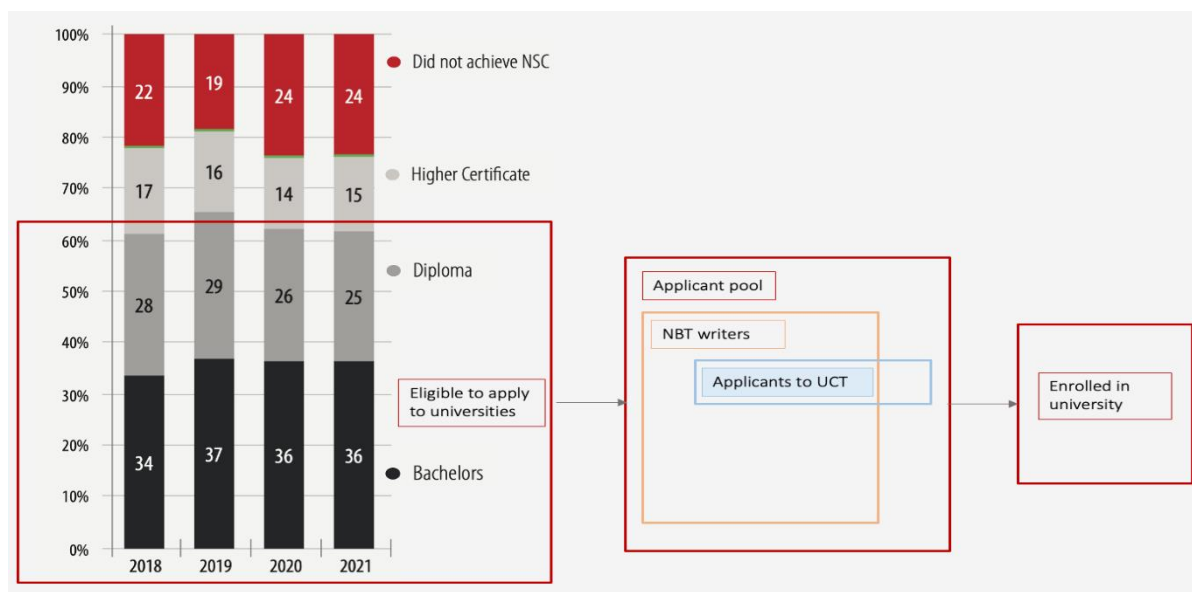 100%
90%
80%
70%
60%
50%
40%
30%
20%
10%
0%
22
19
24
24
17
16
14
15
28
29
26
25
34
37
36
36
2018
2019
2020
2021
Did not achieve NSC
Higher Certificate
Diploma
Bachelors
Eligible to apply
to universities
Applicant pool
NBT writers
Applicants to UCT
Enrolled in
university